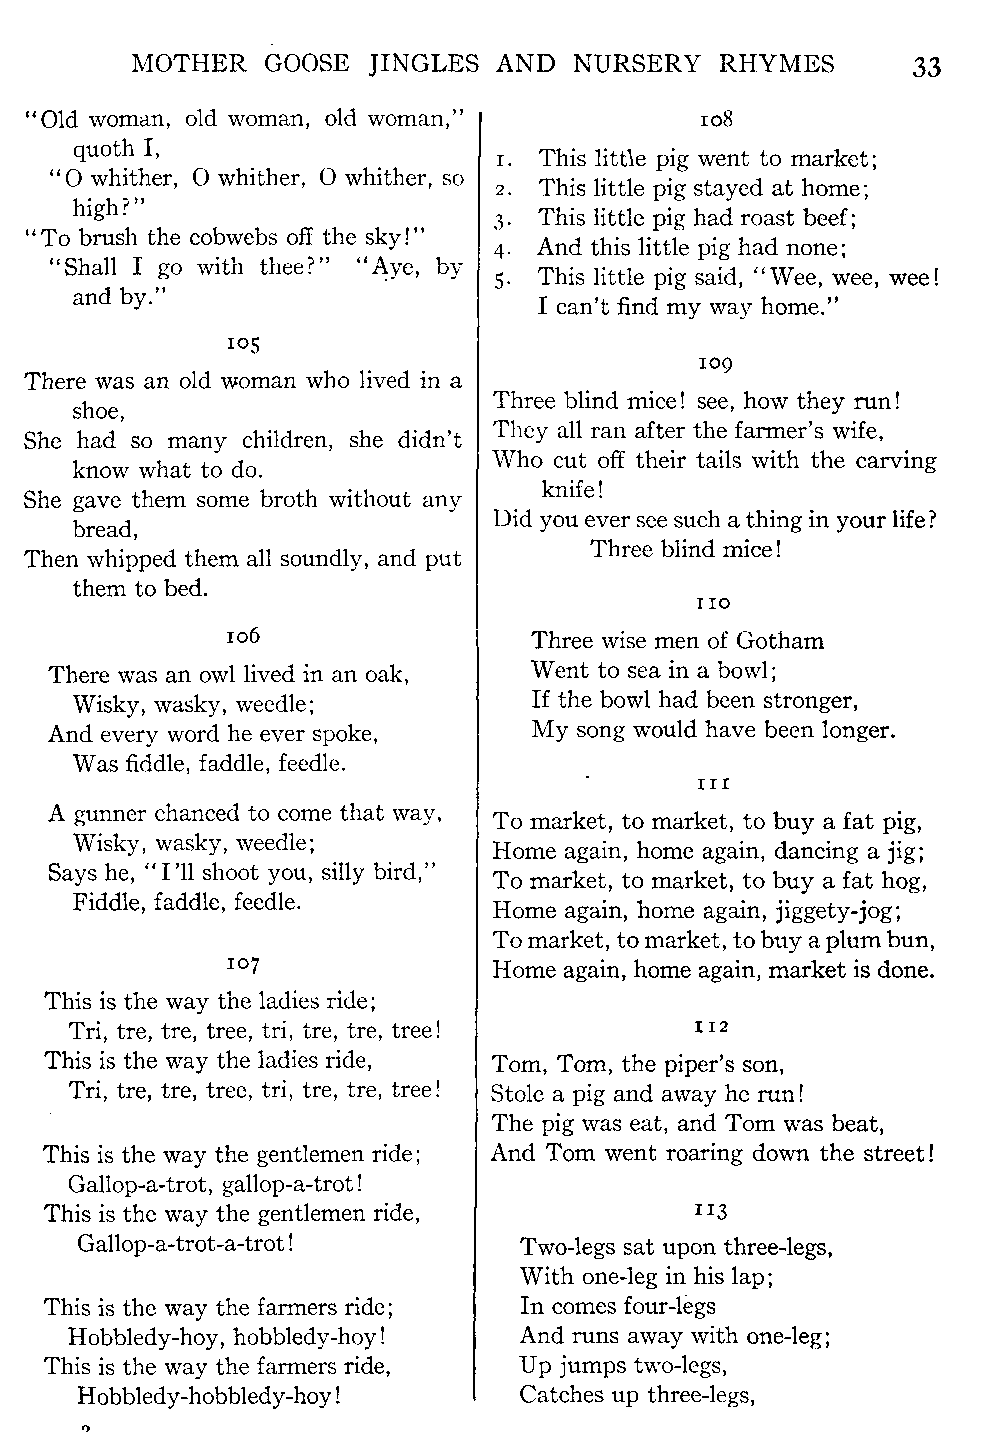 MOTHER GOOSE JINGLES AND NURSERY RHYMES 33
"Old woman, old woman, old woman,"
quoth I,
"O whither, O whither, O whither, so
high?"
"To brush the cobwebs off the sky!"
"Shall I go with thee?" "Aye, by
and by."
105
There was an old woman who lived in a
shoe,
She had so many children, she didn't
know what to do.
She gave them some broth without any
bread,
Then whipped them all soundly, and put
them to bed.
106
There was an owl lived in an oak,
Wisky, wasky, weedle;
And every word he ever spoke,
Was fiddle, faddle, feedle.
A gunner chanced to come that way,
Wisky, wasky, weedle;
Says he, "I'll shoot you, silly bird,"
Fiddle, faddle, feedle.
107
This is the way the ladies ride;
Tri, tre, tre, tree, tri, tre, tre, tree!
This is the way the ladies ride,
Tri, tre, tre, tree, tri, tre, tre, tree!
This is the way the gentlemen ride;
Gallop-a-trot, gallop-a-trot!
This is the way the gentlemen ride,
Gallop-a-trot-a-trot!
This is the way the farmers ride;
Hobbledy-hoy, hobbledy-hoy!
This is the way the farmers ride,
Hobbledy-hobbledy-hoy!
108
1. This little pig went to market;
2. This little pig stayed at home;
3. This little pig had roast beef;
4. And this little pig had none;
5. This little pig said, "Wee, wee, wee!
I can't find my way home."
109
Three blind mice! see, how they run!
They all ran after the farmer's wife,
Who cut off their tails with the carving
knife!
Did you ever see such a thing in your life?
Three blind mice!
110
Three wise men of Gotham
Went to sea in a bowl;
If the bowl had been stronger,
My song would have been longer.
111
To market, to market, to buy a fat pig,
Home again, home again, dancing a jig;
To market, to market, to buy a fat hog,
Home again, home again, jiggety-jog;
To market, to market, to buy a plum bun,
Home again, home again, market is done.
112
Tom, Tom, the piper's son,
Stole a pig and away he run!
The pig was eat, and Tom was beat,
And Tom went roaring down the street!
113
Two-legs sat upon three-legs,
With one-leg in his lap;
In comes four-legs
And runs away with one-leg;
Up jumps two-legs,
Catches up three-legs,